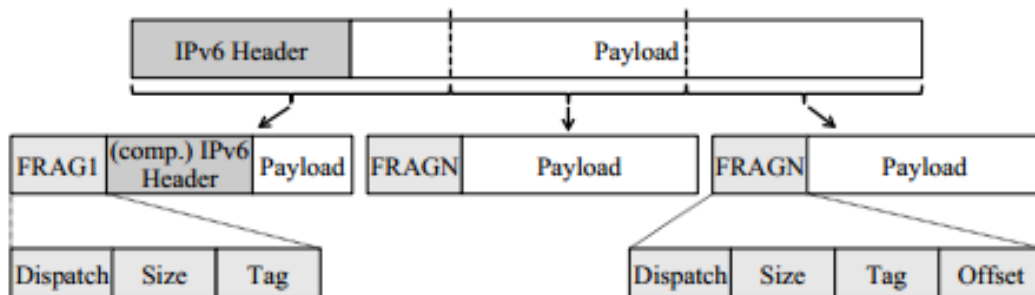 IPv6 Header Payload
FRAG1 (comp.) IPv6 Header Payload FRAGN Payload FRAGN Payload
Dispatch Size Tag Dispatch Size Tag Offset